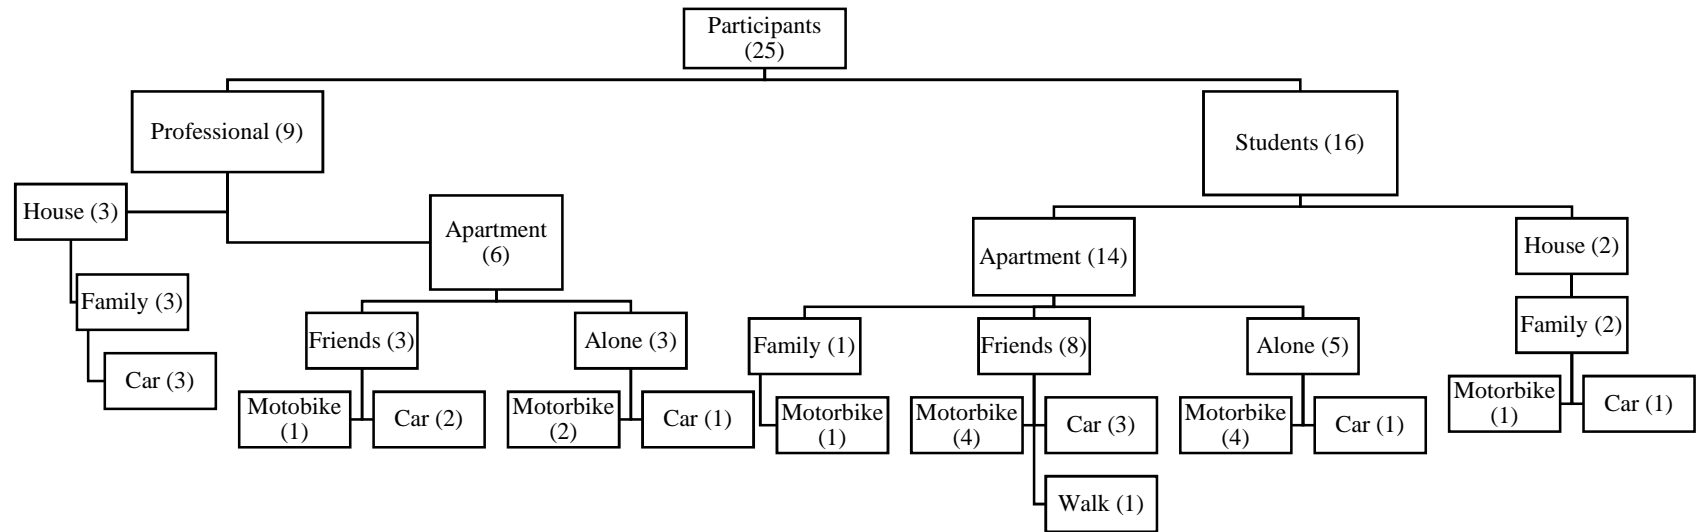 Participants
(25)
Professional (9)
Students (16)
House (3)
Apartment
(6)
Apartment (14)
House (2)
Family (3)
Friends (3)
Alone (3)
Family (1)
Friends (8)
Alone (5)
Family (2)
Car (3)
Motobike
(1)
Car (2)
Motorbike
(2)
Car (1)
Motorbike
(1)
Motorbike
(4)
Car (3)
Motorbike
(4)
Car (1)
Motorbike
(1)
Car (1)
Walk (1)